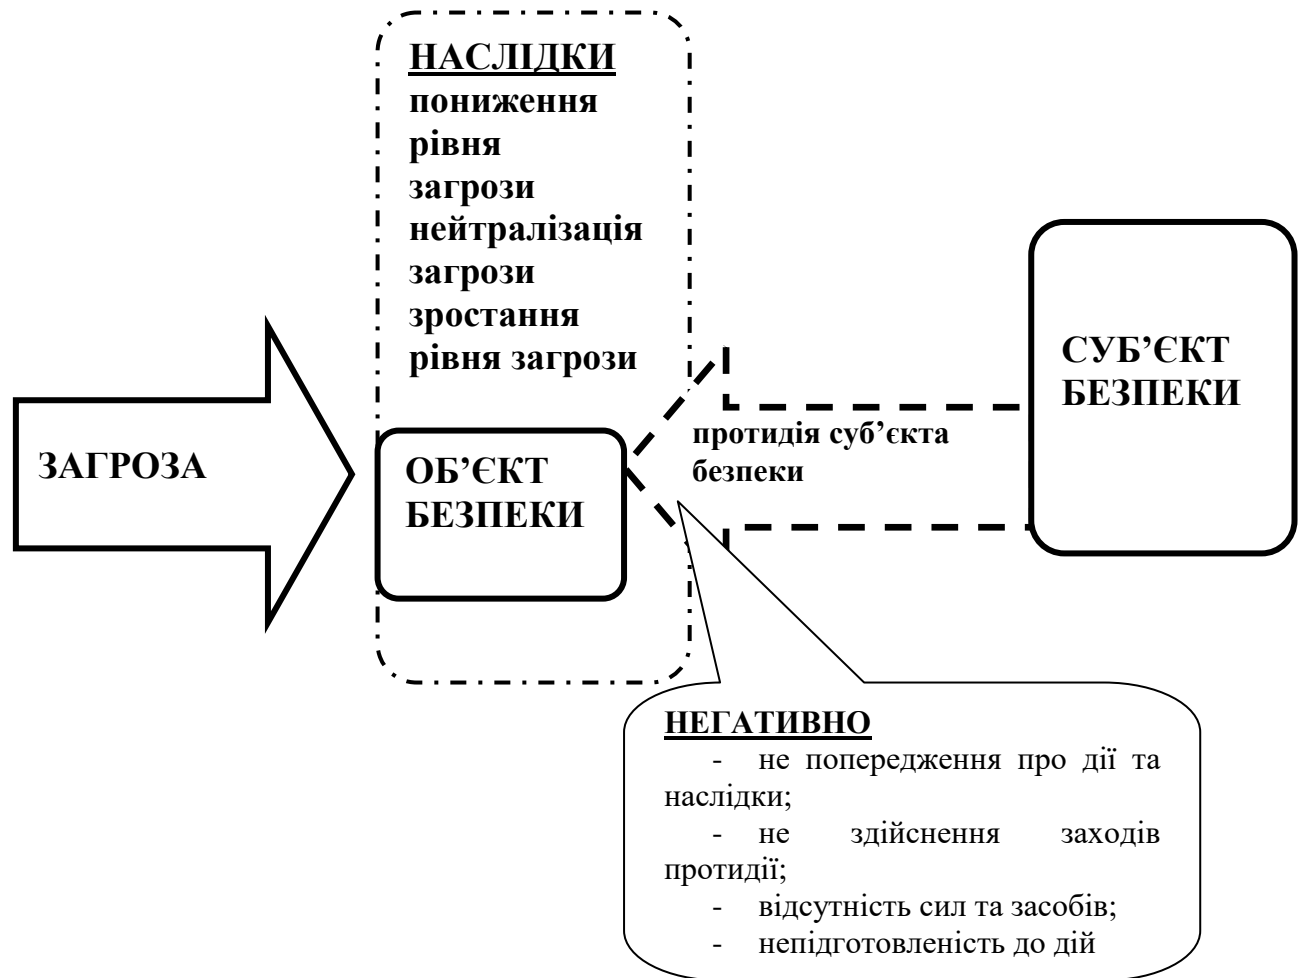 НАСЛІДКИ
пониження
рівня
загрози
нейтралізація
загрози
зростання
рівня загрози
ЗАГРОЗА
ОБ’ЄКТ
БЕЗПЕКИ
протидія суб’єкта
безпеки
СУБ’ЄКТ
БЕЗПЕКИ
НЕГАТИВНО
- не попередження про дії та
наслідки;
- не здійснення заходів
протидії;
- відсутність сил та засобів;
- непідготовленість до дій